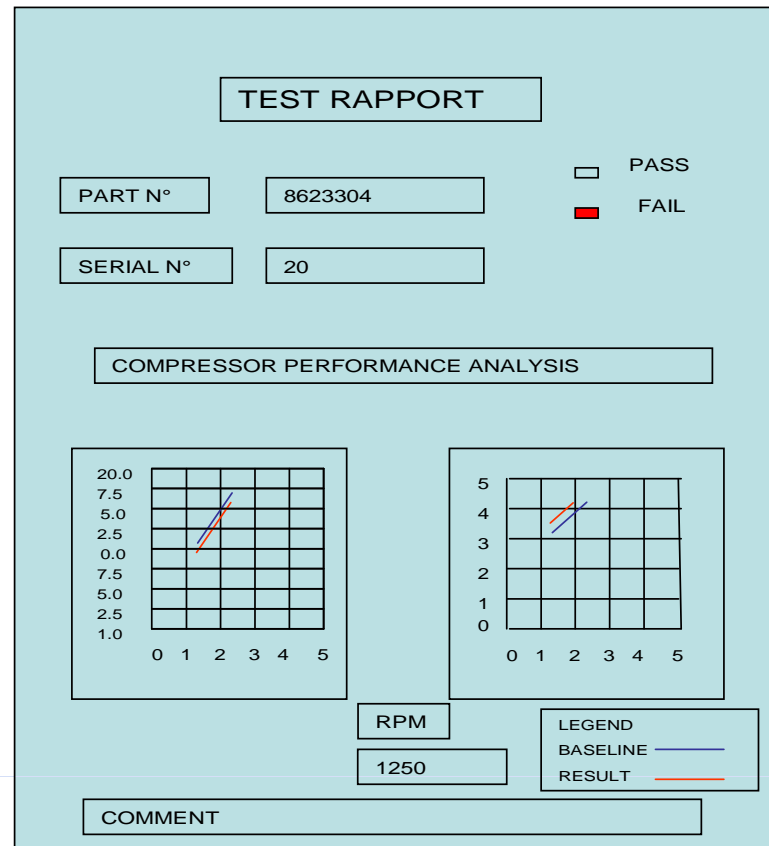 TEST RAPPORT
PASS
PART N° 8623304
FAIL
SERIAL N° 20
COMPRESSOR PERFORMANCE ANALYSIS
20.0
7.5
5.0
2.5
0.0
7.5
5.0
2.5
1.0
0 1 2 3 4 5
5
4
3
2
1
0
0 1 2 3 4 5
RPM
1250
LEGEND
BASELINE
RESULT
COMMENT